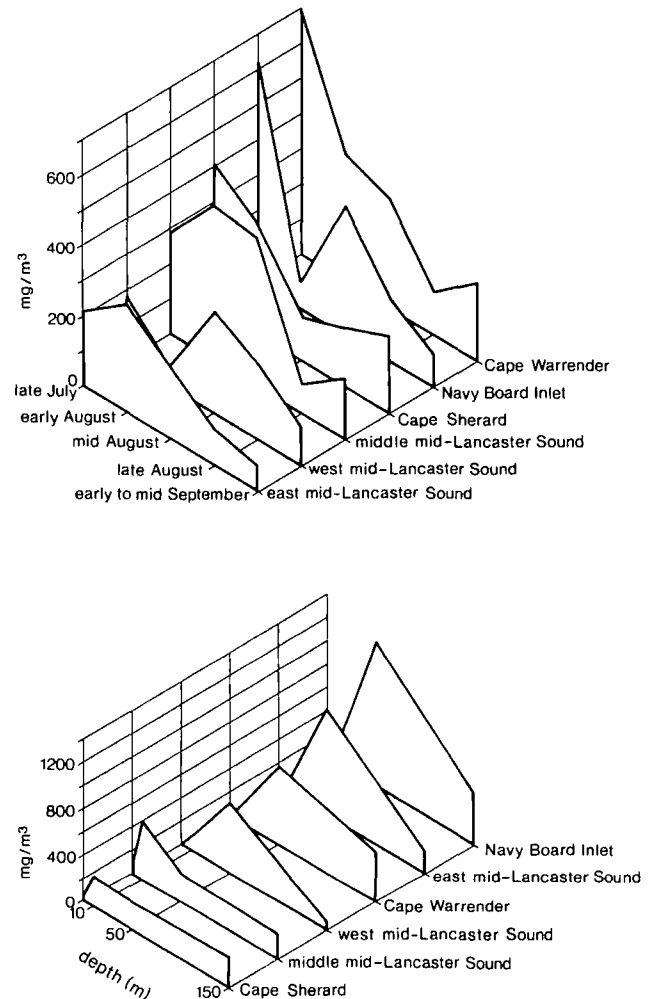 600
400
mg/m³
200
0
late July
early August
mid August
late August
early to mid September
Cape Warrender
Navy Board Inlet
Cape Sherard
middle mid-Lancaster Sound
west mid-Lancaster Sound
east mid-Lancaster Sound
1200
800
mg/m³
400
0
10
50
depth (m)
150
Navy Board Inlet
east mid-Lancaster Sound
Cape Warrender
west mid-Lancaster Sound
middle mid-Lancaster Sound
Cape Sherard